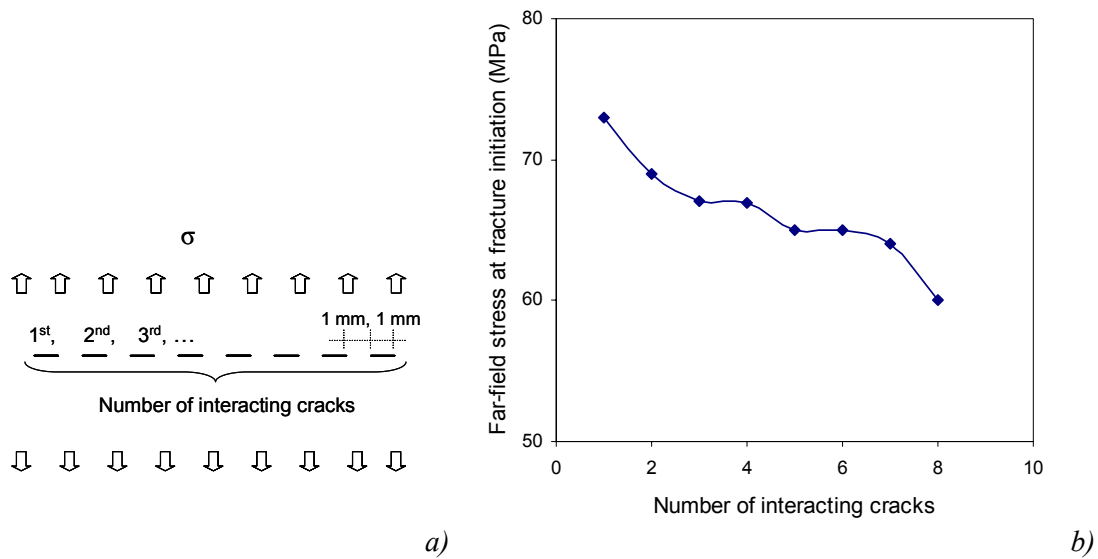 σ
1 mm, 1 mm
1st, 2nd, 3rd, ...
Number of interacting cracks
a)
Far-field stress at fracture initiation (MPa)
80
70
60
50
0 2 4 6 8 10
Number of interacting cracks
b)